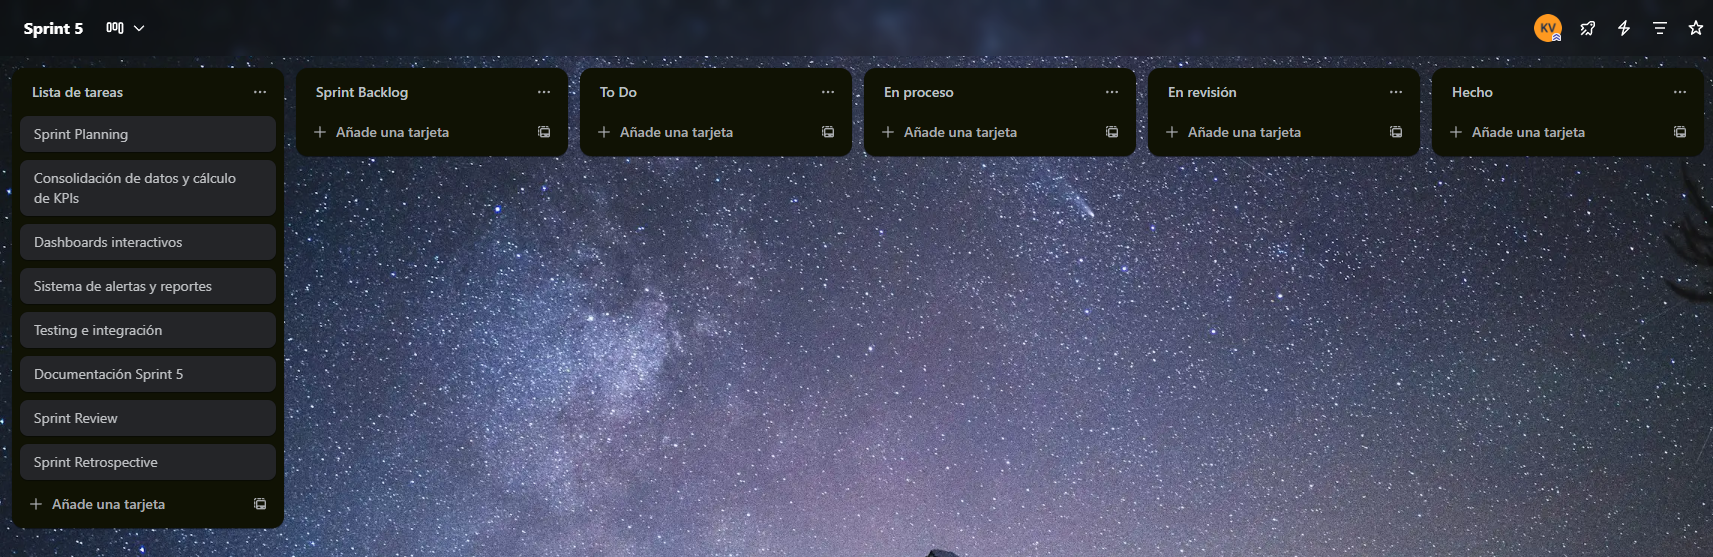 Sprint 5
KV
Lista de tareas
Sprint Planning
Consolidación de datos y cálculo
de KPIs
Dashboards interactivos
Sistema de alertas y reportes
Testing e integración
Documentación Sprint 5
Sprint Review
Sprint Retrospective
Añade una tarjeta
Sprint Backlog
Añade una tarjeta
To Do
Añade una tarjeta
En proceso
Añade una tarjeta
En revisión
Añade una tarjeta
Hecho
Añade una tarjeta